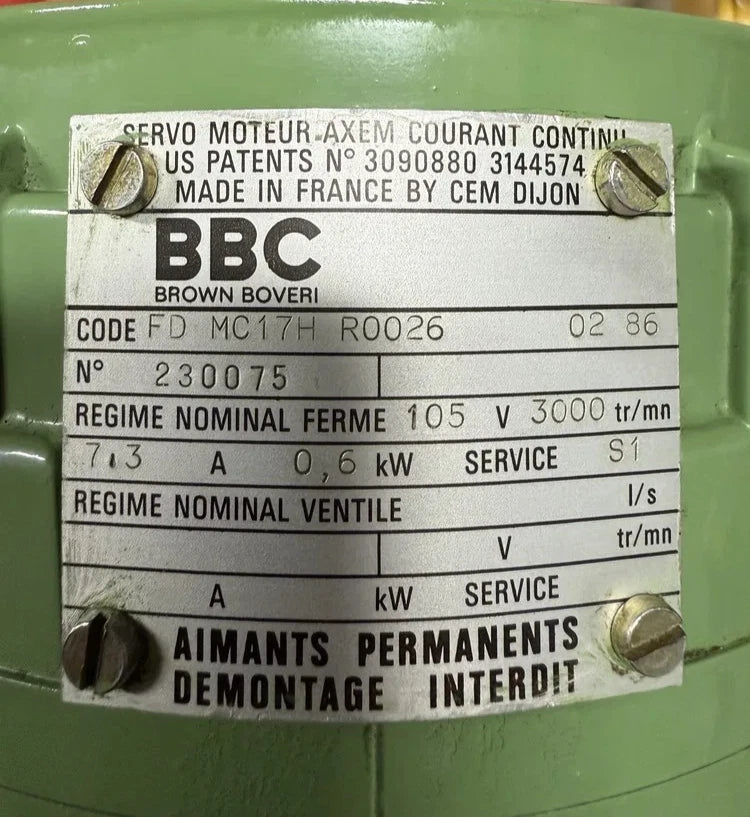 SERVO MOTEUR-AXEM COURANT CONTINU
US PATENTS N° 3090880 3144574
MADE IN FRANCE BY CEM DIJON
BBC
BROWN BOVERI
CODE FD MC17H R0026 02 86
N° 230075
REGIME NOMINAL FERME 105 V 3000 tr/mn
7,3 A 0,6 kW SERVICE S1
REGIME NOMINAL VENTILE l/s
V tr/mn
A kW SERVICE
AIMANTS PERMANENTS
DEMONTAGE INTERDIT